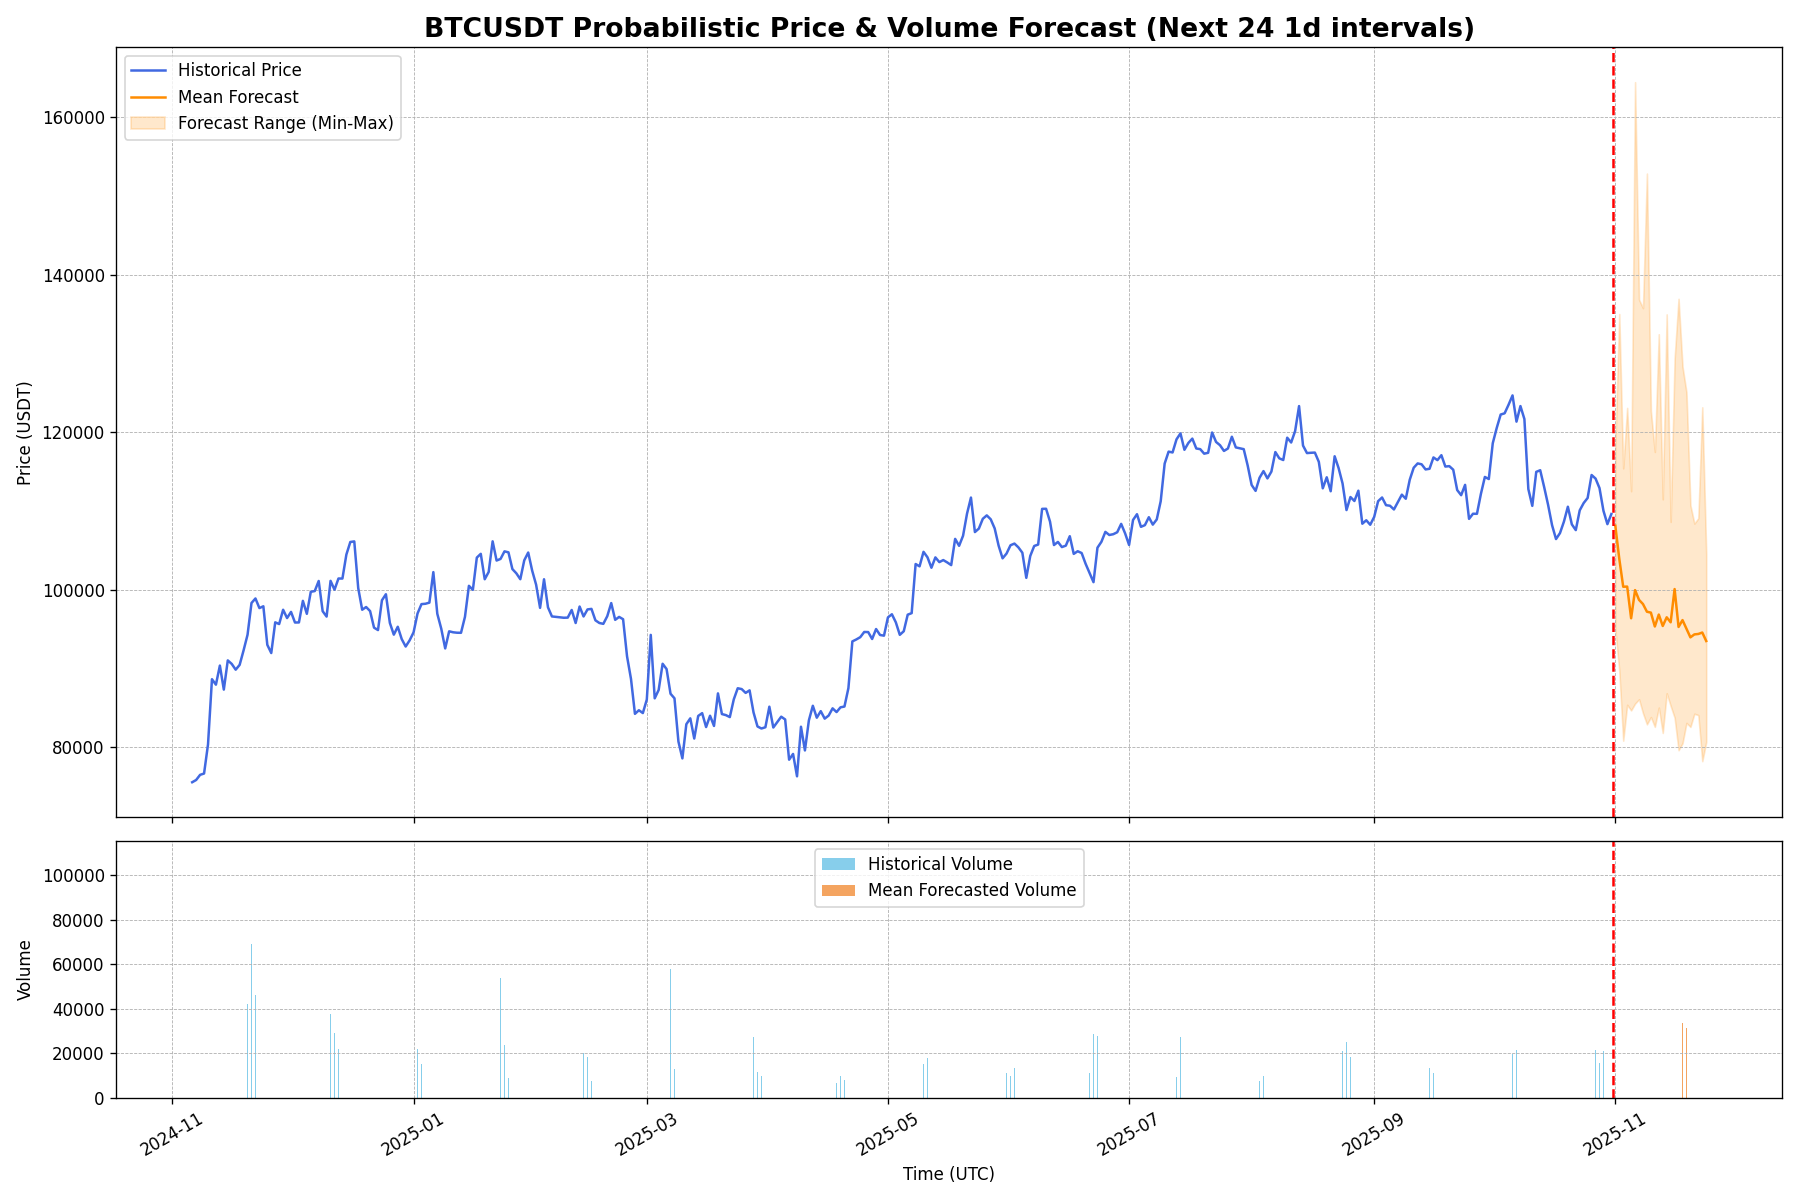 BTCUSDT Probabilistic Price & Volume Forecast (Next 24 1d intervals)
Historical Price
Mean Forecast
Forecast Range (Min-Max)
160000
140000
120000
100000
80000
Price (USDT)
Historical Volume
Mean Forecasted Volume
100000
80000
60000
40000
20000
0
Volume
2024-11
2025-01
2025-03
2025-05
2025-07
2025-09
2025-11
Time (UTC)